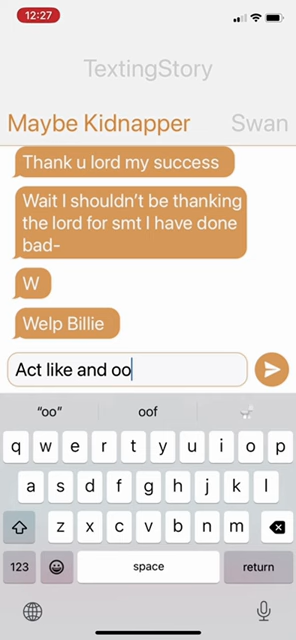 12:27
TextingStory
Maybe Kidnapper Swan
Thank u lord my success
Wait I shouldn't be thanking
the lord for smt I have done
bad-
W
Welp Billie
Act like and oo
“oo” oof
q w e r t y u i o p
a s d f g h j k l
z x c v b n m
123 space return